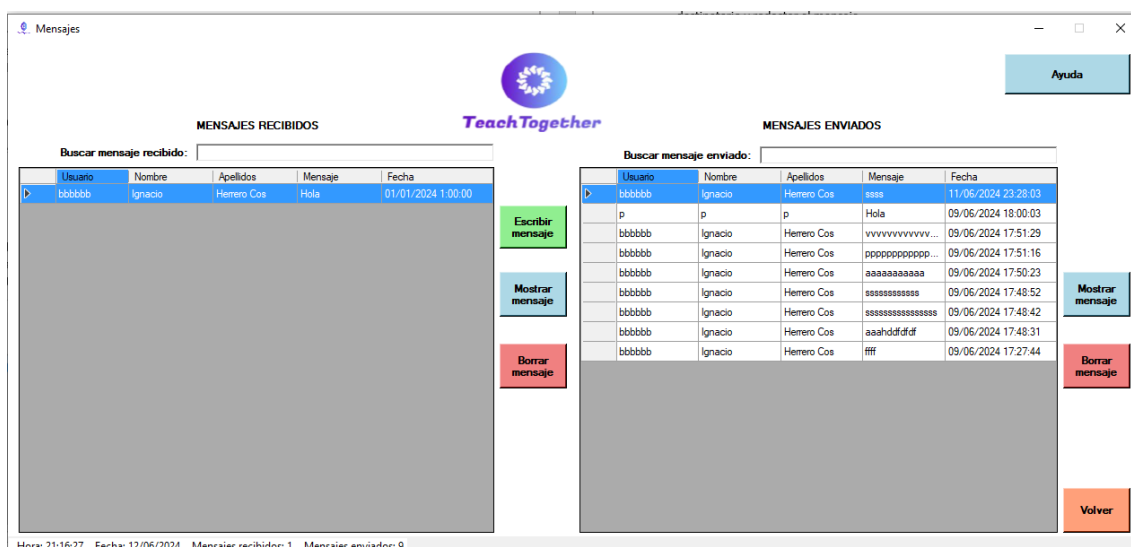 Mensajes
Ayuda
TeachTogether
MENSAJES RECIBIDOS
MENSAJES ENVIADOS
Buscar mensaje recibido:
Buscar mensaje enviado:
Usuario Nombre Apellidos Mensaje Fecha
bbbbbb Ignacio Herrero Cos Hola 01/01/2024 1:00:00
Escribir
mensaje
Mostrar
mensaje
Borrar
mensaje
Usuario Nombre Apellidos Mensaje Fecha
bbbbbb Ignacio Herrero Cos ssss 11/06/2024 23:28:03
p p p Hola 09/06/2024 18:00:03
bbbbbb Ignacio Herrero Cos vvvvvvvvvvvv... 09/06/2024 17:51:29
bbbbbb Ignacio Herrero Cos pppppppppppp... 09/06/2024 17:51:16
bbbbbb Ignacio Herrero Cos aaaaaaaaaaa 09/06/2024 17:50:23
bbbbbb Ignacio Herrero Cos ssssssssssss 09/06/2024 17:48:52
bbbbbb Ignacio Herrero Cos ssssssssssssssss 09/06/2024 17:48:42
bbbbbb Ignacio Herrero Cos aaahddfdfdf 09/06/2024 17:48:31
bbbbbb Ignacio Herrero Cos ffff 09/06/2024 17:27:44
Mostrar
mensaje
Borrar
mensaje
Volver
Hora: 21:16:27 Fecha: 12/06/2024 Mensajes recibidos: 1 Mensajes enviados: 9